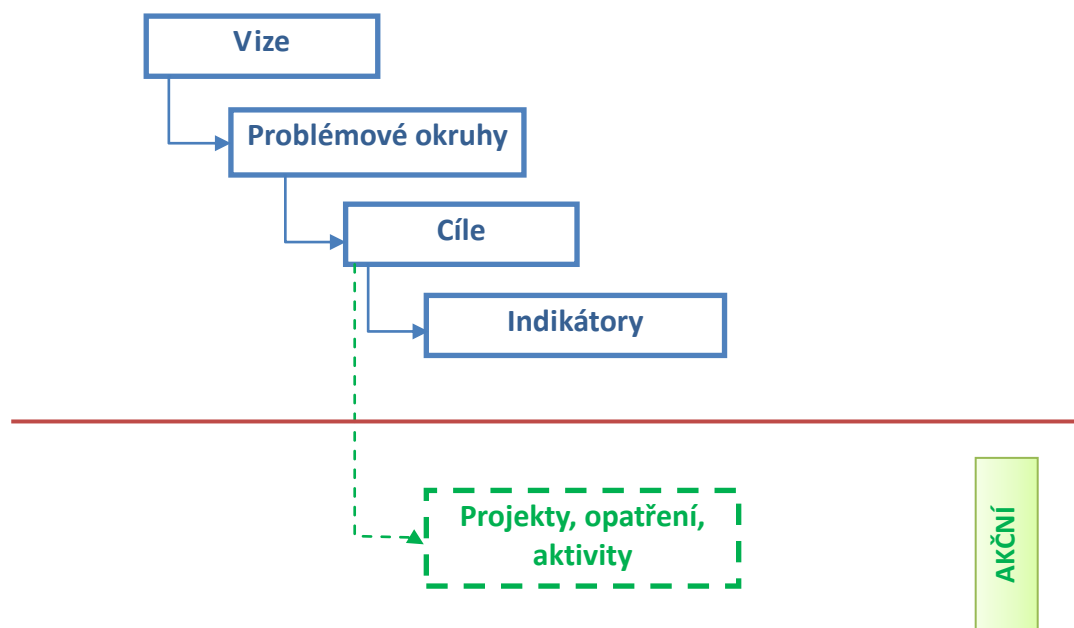 Vize
Problémové okruhy
Cíle
Indikátory
Projekty, opatření,
aktivity
AKČNÍ